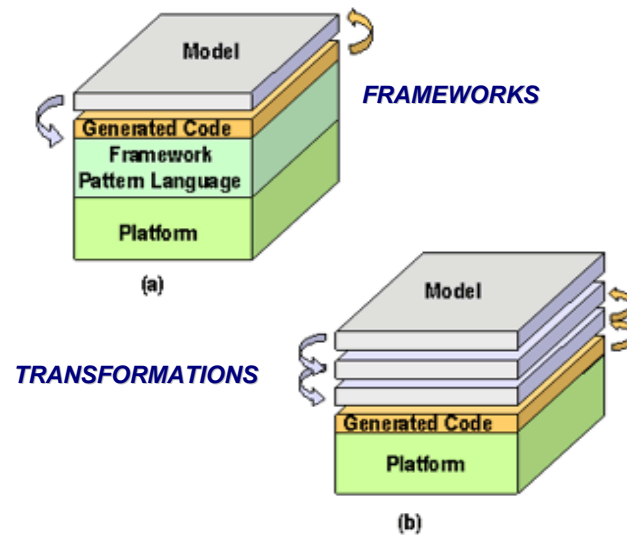 Model
FRAMEWORKS
Generated Code
Framework
Pattern Language
Platform
(a)
Model
TRANSFORMATIONS
Generated Code
Platform
(b)